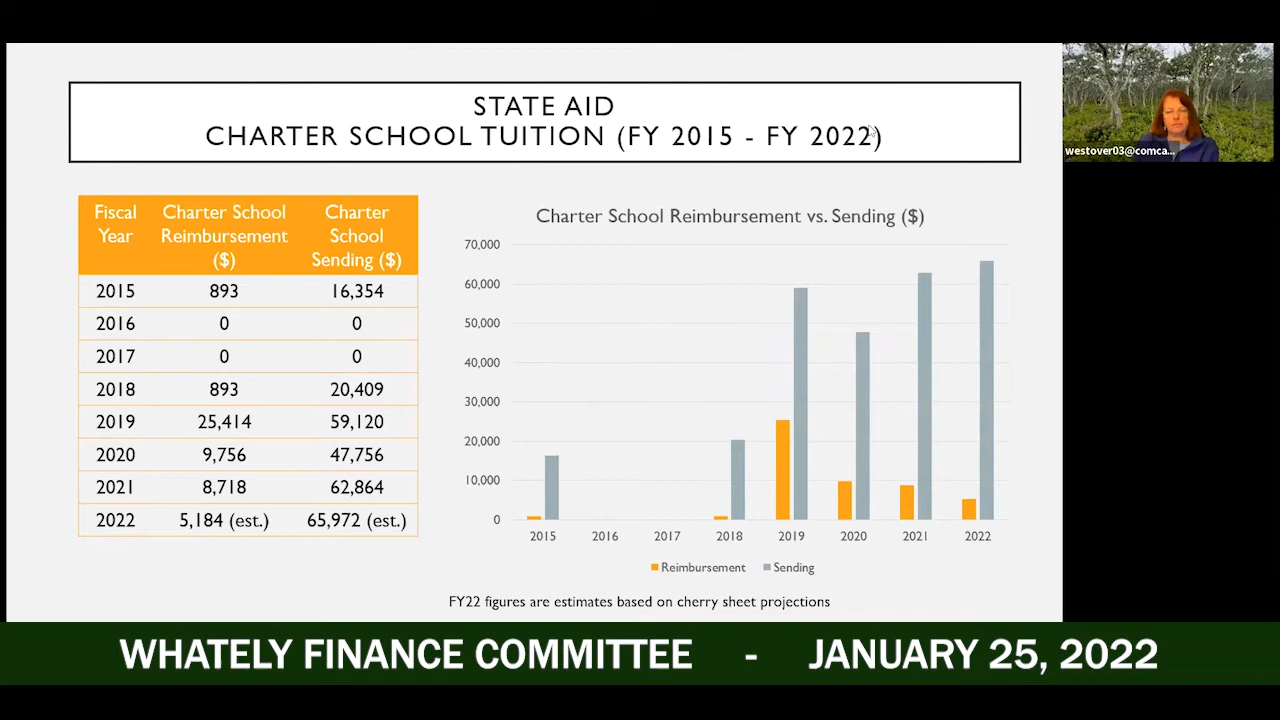 STATE AID
CHARTER SCHOOL TUITION (FY 2015 - FY 2022)
westover03@comca...
Fiscal Year
Charter School Reimbursement ($)
Charter School Sending ($)
2015 893 16,354
2016 0 0
2017 0 0
2018 893 20,409
2019 25,414 59,120
2020 9,756 47,756
2021 8,718 62,864
2022 5,184 (est.) 65,972 (est.)
Charter School Reimbursement vs. Sending ($)
70,000
60,000
50,000
40,000
30,000
20,000
10,000
0
2015 2016 2017 2018 2019 2020 2021 2022
Reimbursement Sending
FY22 figures are estimates based on cherry sheet projections
WHATELY FINANCE COMMITTEE - JANUARY 25, 2022